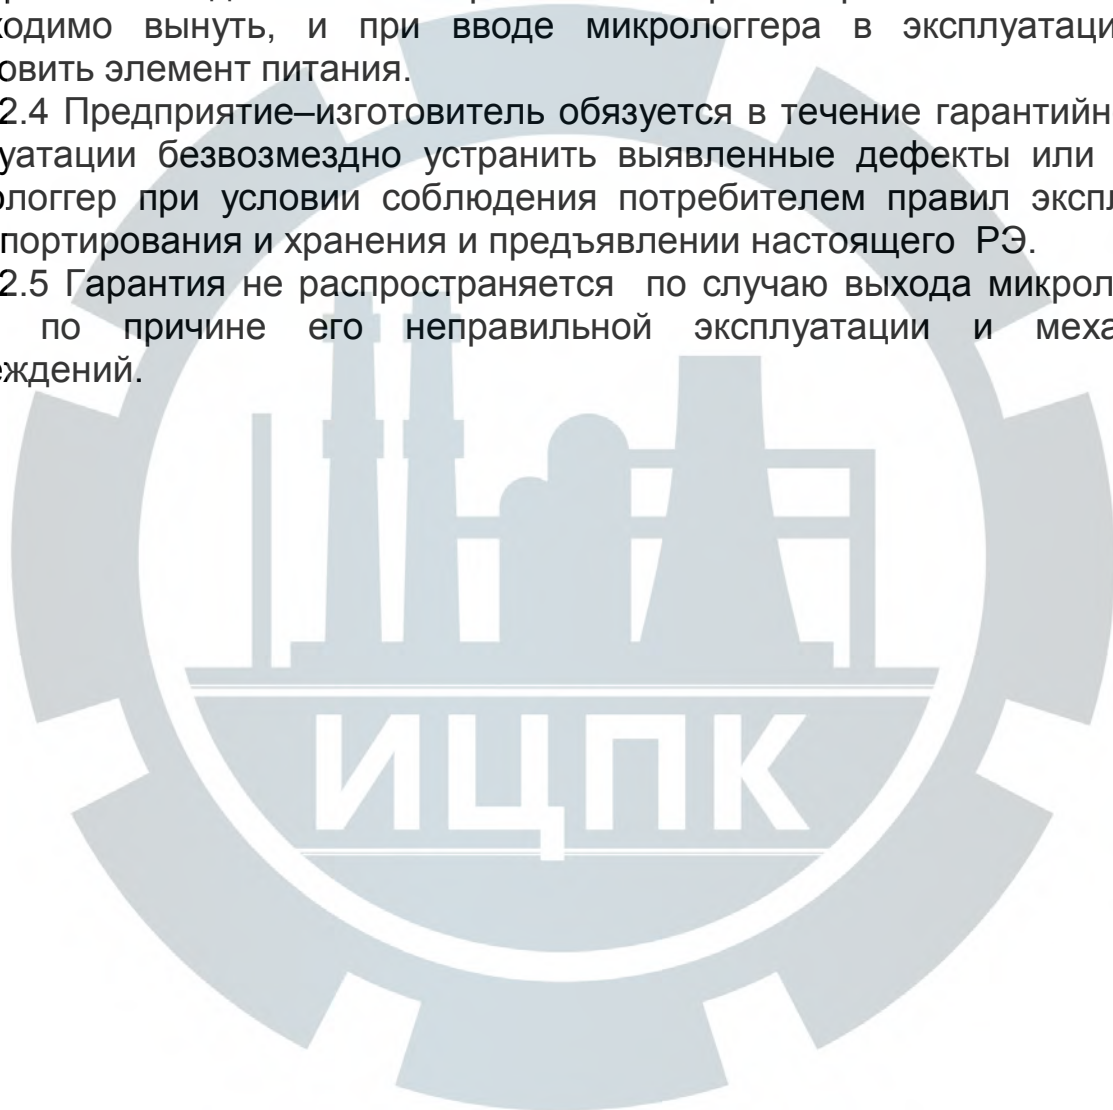 ходимо вынуть, и при вводе микрологгера в эксплуатаци
овить элемент питания.
2.4 Предприятие–изготовитель обязуется в течение гарантийн
уатации безвозмездно устранить выявленные дефекты или
логгер при условии соблюдения потребителем правил экспл
портирования и хранения и предъявлении настоящего РЭ.
2.5 Гарантия не распространяется по случаю выхода микрол
по причине его неправильной эксплуатации и меха
еждений.
ИЦПК